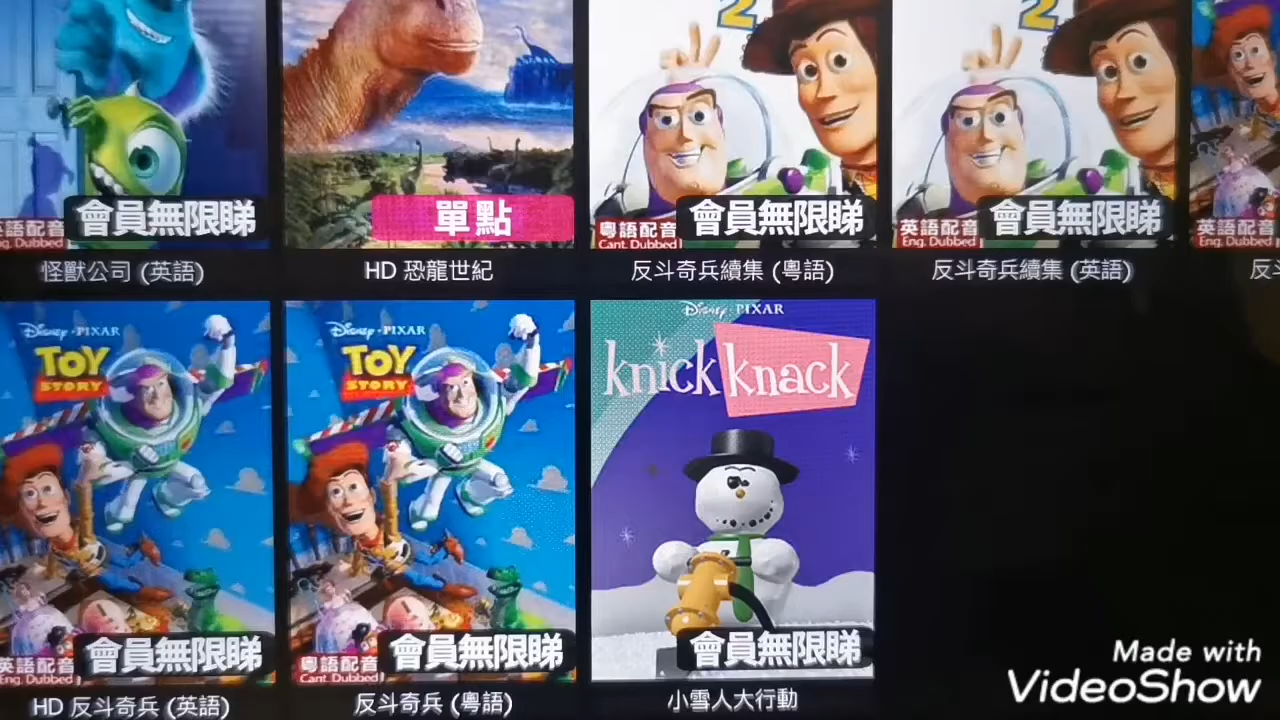 2
2
英語配音
Eng. Dubbed
會員無限睇
單點
粵語配音
Cant. Dubbed
會員無限睇
英語配音
Eng. Dubbed
會員無限睇
英語配
Eng. Dub
怪獸公司 (英語)
HD 恐龍世紀
反斗奇兵續集 (粵語)
反斗奇兵續集 (英語)
反斗
Disney · PIXAR
TOY
STORY
英語配音
Eng. Dubbed
會員無限睇
Disney · PIXAR
TOY
STORY
粵語配音
Cant. Dubbed
會員無限睇
Disney · PIXAR
knick knack
會員無限睇
HD 反斗奇兵 (英語)
反斗奇兵 (粵語)
小雪人大行動
Made with
VideoShow